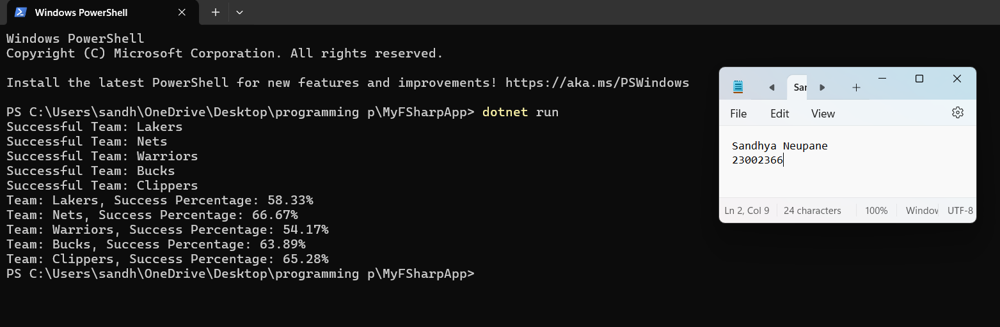 Windows PowerShell
Windows PowerShell
Copyright (C) Microsoft Corporation. All rights reserved.
Install the latest PowerShell for new features and improvements! https://aka.ms/PSWindows
PS C:\Users\sandh\OneDrive\Desktop\programming p\MyFSharpApp> dotnet run
Successful Team: Lakers
Successful Team: Nets
Successful Team: Warriors
Successful Team: Bucks
Successful Team: Clippers
Team: Lakers, Success Percentage: 58.33%
Team: Nets, Success Percentage: 66.67%
Team: Warriors, Success Percentage: 54.17%
Team: Bucks, Success Percentage: 63.89%
Team: Clippers, Success Percentage: 65.28%
PS C:\Users\sandh\OneDrive\Desktop\programming p\MyFSharpApp>
San
File Edit View
Sandhya Neupane
23002366
Ln 2, Col 9 24 characters 100% Window UTF-8